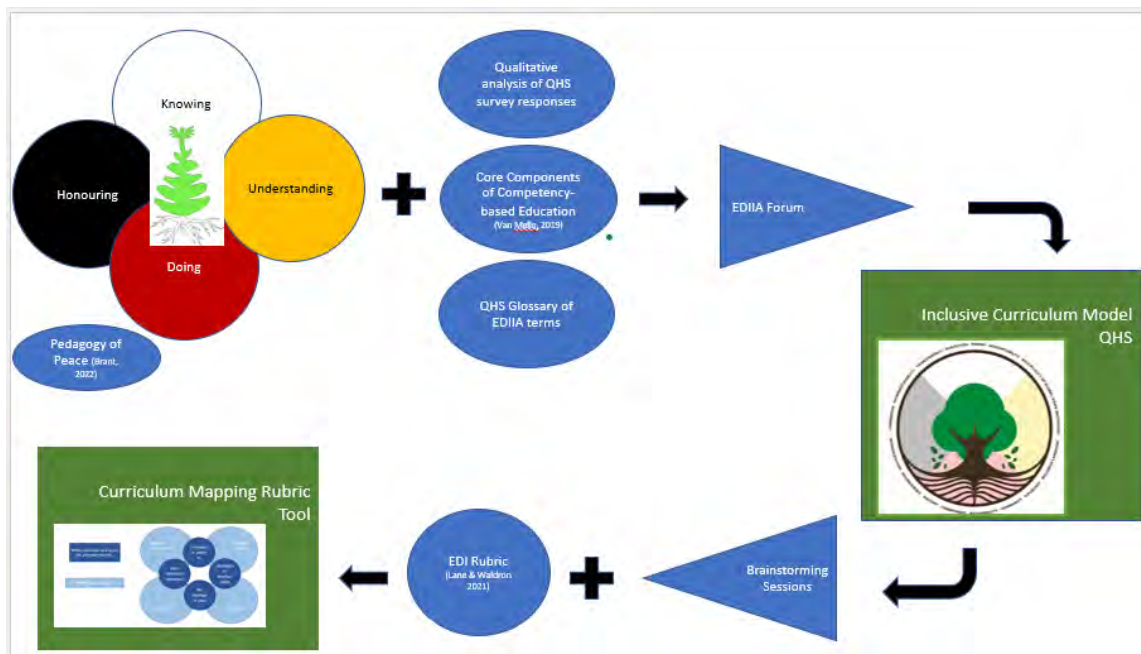 Knowing
Honouring
Understanding
Doing
Pedagogy of
Peace (Brant,
2022)
Qualitative
analysis of QHS
survey responses
Core Components
of Competency-
based Education
(Van Melle, 2019)
QHS Glossary of
EDIIA terms
EDIIA Forum
Inclusive Curriculum Model
QHS
Brainstorming
Sessions
EDI Rubric
(Lane & Waldron
2021)
Curriculum Mapping Rubric
Tool